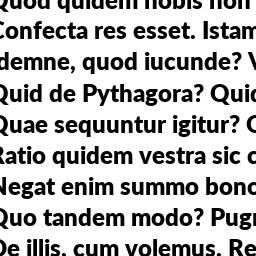 Quod quidem nobis non
Confecta res esset. Istam
demne, quod iucunde? V
Quid de Pythagora? Quid
Quae sequuntur igitur?
Ratio quidem vestra sic
Negat enim summo bono
Quo tandem modo? Pugn
De illis, cum volemus. Re